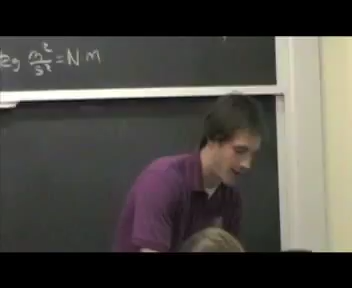 kg m²/s² = N m